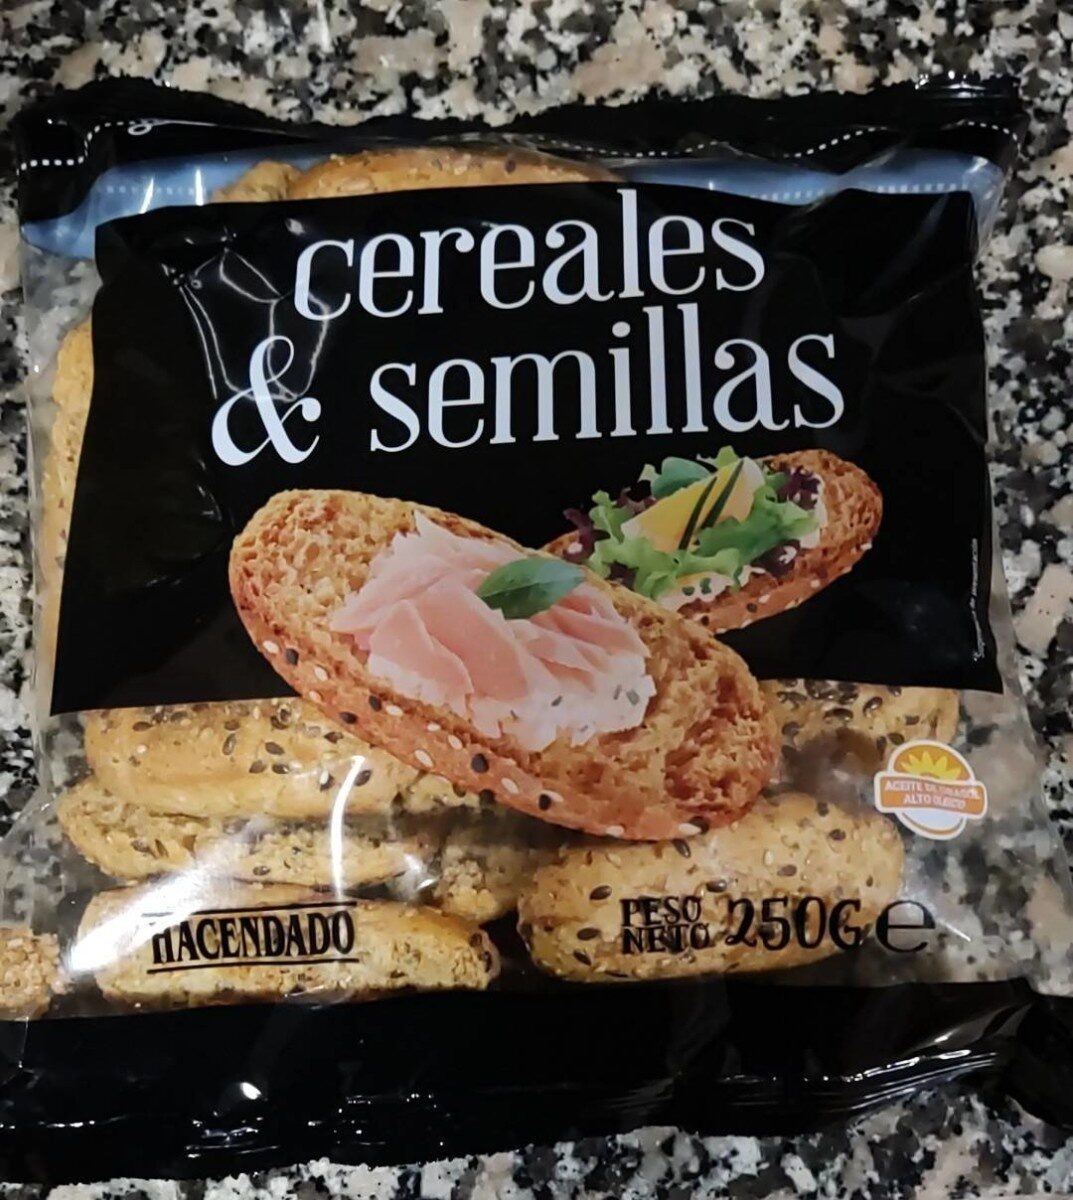 cereales
& semillas
ACEITE DE GIRASOL
ALTO OLEICO
HACENDADO
PESO
NETO 250G e